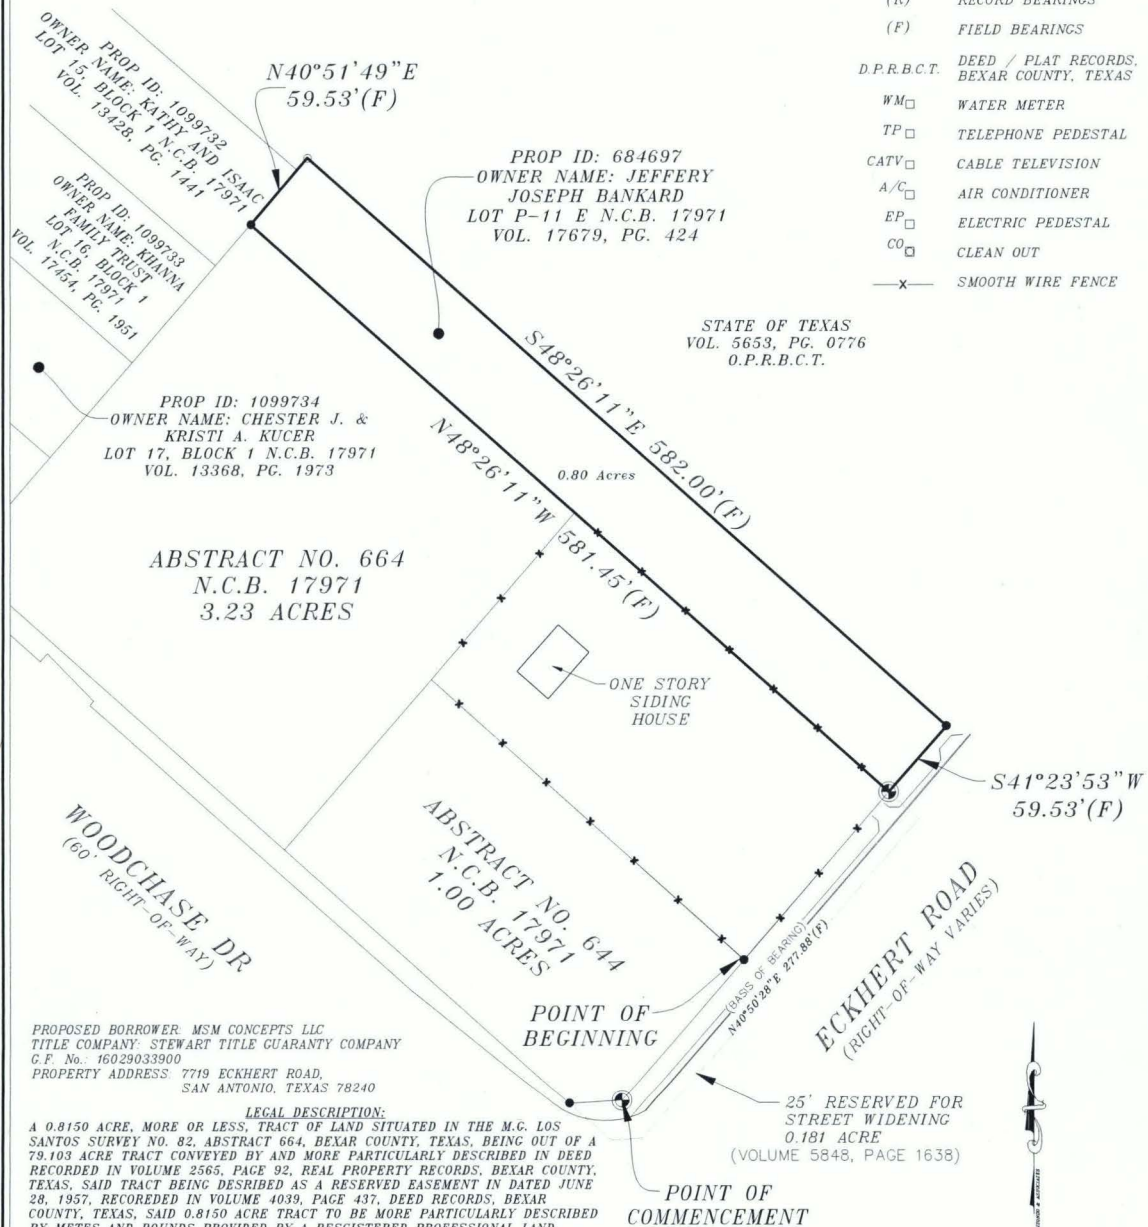 (R) RECORD BEARINGS
(F) FIELD BEARINGS
D.P.R.B.C.T. DEED / PLAT RECORDS,
BEXAR COUNTY, TEXAS
WM WATER METER
TP TELEPHONE PEDESTAL
CATV CABLE TELEVISION
A/C AIR CONDITIONER
EP ELECTRIC PEDESTAL
CO CLEAN OUT
x SMOOTH WIRE FENCE
PROP ID: 1099732
OWNER NAME: KATHY AND ISAAC
LOT 15, BLOCK 1 N.C.B. 17971
VOL. 13428, PG. 1441
N40°51'49"E
59.53'(F)
PROP ID: 1099733
OWNER NAME: KHANNA
FAMILY TRUST
LOT 16, BLOCK 1
N.C.B. 17971
VOL. 17454, PG. 1951
PROP ID: 684697
OWNER NAME: JEFFERY
JOSEPH BANKARD
LOT P-11 E N.C.B. 17971
VOL. 17679, PG. 424
STATE OF TEXAS
VOL. 5653, PG. 0776
O.P.R.B.C.T.
PROP ID: 1099734
OWNER NAME: CHESTER J. &
KRISTI A. KUCER
LOT 17, BLOCK 1 N.C.B. 17971
VOL. 13368, PG. 1973
S48°26'11"E 582.00'(F)
0.80 Acres
N48°26'11"W 581.45'(F)
ABSTRACT NO. 664
N.C.B. 17971
3.23 ACRES
ONE STORY
SIDING
HOUSE
S41°23'53"W
59.53'(F)
WOODCHASE DR
(60' RIGHT-OF-WAY)
ABSTRACT NO. 644
N.C.B. 17971
1.00 ACRES
ECKHERT ROAD
(RIGHT-OF-WAY VARIES)
(BASIS OF BEARING)
N40°50'28"E 277.88'(F)
POINT OF
BEGINNING
25' RESERVED FOR
STREET WIDENING
0.181 ACRE
(VOLUME 5848, PAGE 1638)
POINT OF
COMMENCEMENT
PROPOSED BORROWER: MSM CONCEPTS LLC
TITLE COMPANY: STEWART TITLE GUARANTY COMPANY
G.F. No.: 16029033900
PROPERTY ADDRESS: 7719 ECKHERT ROAD,
SAN ANTONIO, TEXAS 78240
LEGAL DESCRIPTION:
A 0.8150 ACRE, MORE OR LESS, TRACT OF LAND SITUATED IN THE M.G. LOS
SANTOS SURVEY NO. 82, ABSTRACT 664, BEXAR COUNTY, TEXAS, BEING OUT OF A
79.103 ACRE TRACT CONVEYED BY AND MORE PARTICULARLY DESCRIBED IN DEED
RECORDED IN VOLUME 2565, PAGE 92, REAL PROPERTY RECORDS, BEXAR COUNTY,
TEXAS, SAID TRACT BEING DESRIBED AS A RESERVED EASEMENT IN DATED JUNE
28, 1957, RECOREDED IN VOLUME 4039, PAGE 437, DEED RECORDS, BEXAR
COUNTY, TEXAS, SAID 0.8150 ACRE TRACT TO BE MORE PARTICULARLY DESCRIBED
BY METES AND BOUNDS PROVIDED BY A REGISTERED PROFESSIONAL LAND